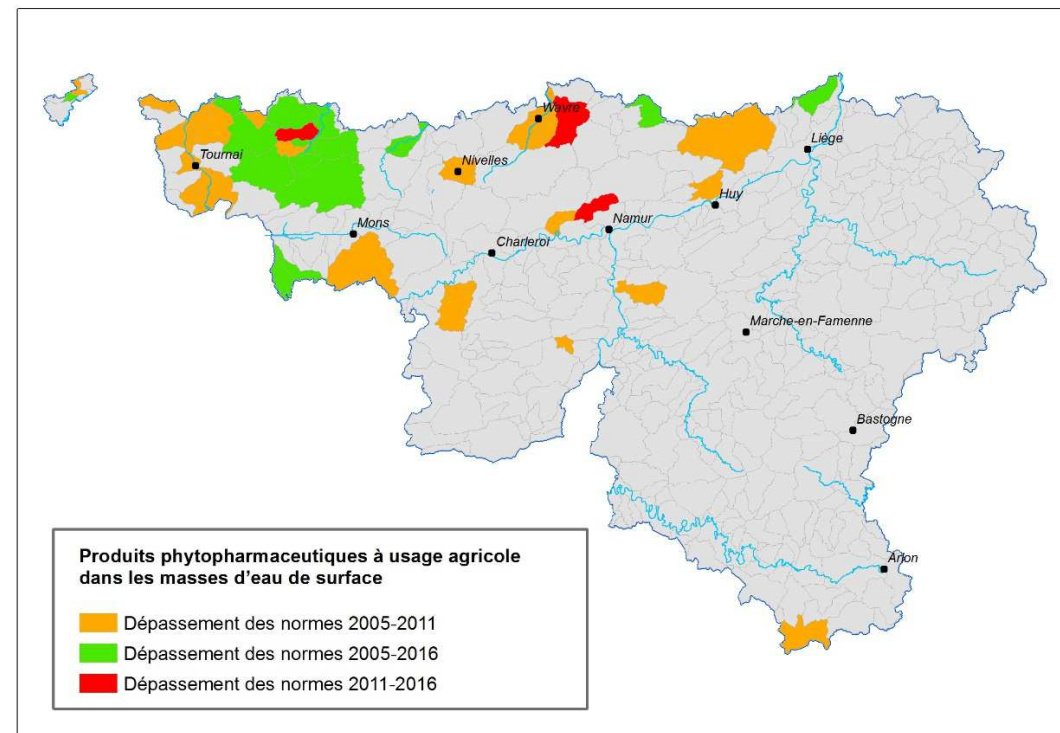 Wavre
Liège
Tournai
Nivelles
Huy
Namur
Mons
Charleroi
Marche-en-Famenne
Bastogne
Arlon
Produits phytopharmaceutiques à usage agricole
dans les masses d'eau de surface
Dépassement des normes 2005-2011
Dépassement des normes 2005-2016
Dépassement des normes 2011-2016